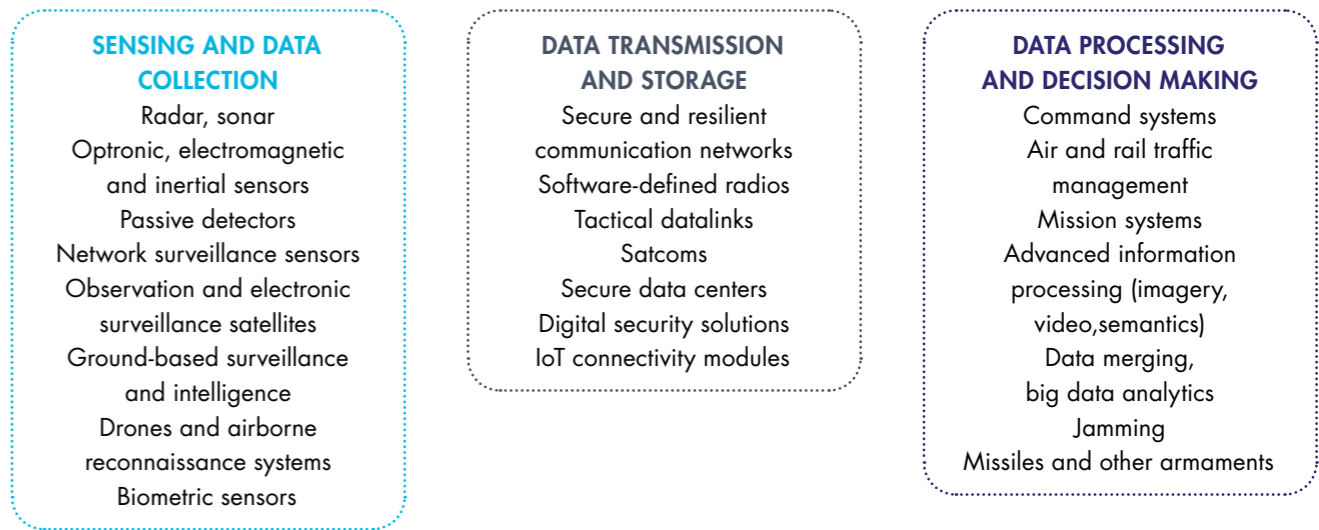 SENSING AND DATA
COLLECTION
Radar, sonar
Optronic, electromagnetic
and inertial sensors
Passive detectors
Network surveillance sensors
Observation and electronic
surveillance satellites
Ground-based surveillance
and intelligence
Drones and airborne
reconnaissance systems
Biometric sensors
DATA TRANSMISSION
AND STORAGE
Secure and resilient
communication networks
Software-defined radios
Tactical datalinks
Satcoms
Secure data centers
Digital security solutions
IoT connectivity modules
DATA PROCESSING
AND DECISION MAKING
Command systems
Air and rail traffic
management
Mission systems
Advanced information
processing (imagery,
video,semantics)
Data merging,
big data analytics
Jamming
Missiles and other armaments